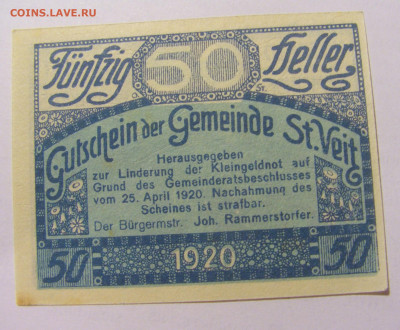 COINS.LAVE.RU
Fünfzig 50 Heller
Gutschein der Gemeinde St. Veit
Herausgegeben
zur Linderung der Kleingeldnot auf
Grund des Gemeinderatsbeschlusses
vom 25. April 1920. Nachahmung des
Scheines ist strafbar.
Der Bürgermstr. Joh. Rammerstorfer.
50 1920 50